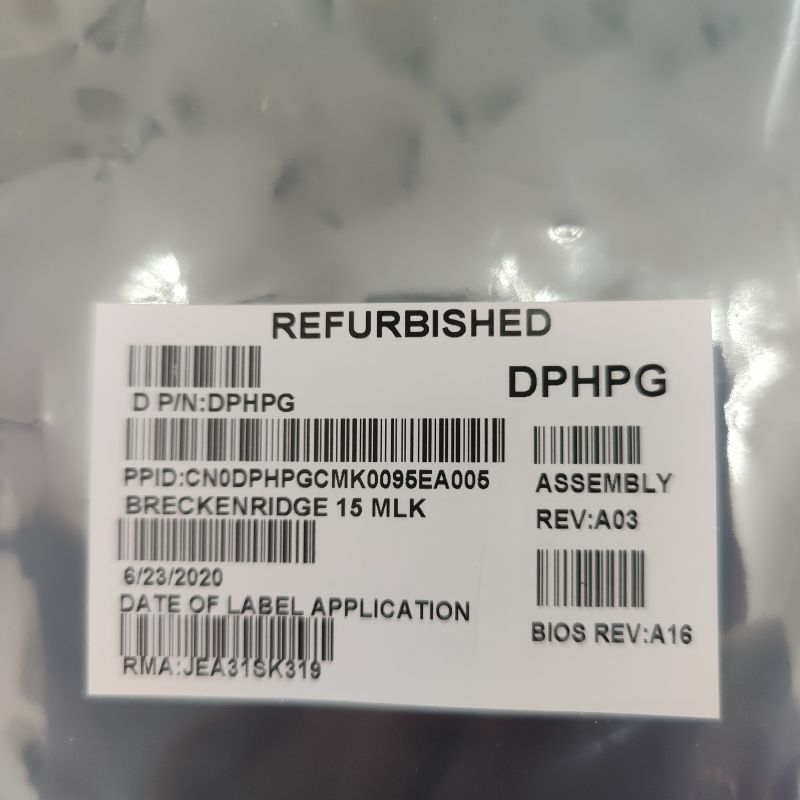 REFURBISHED
DPHPG
D P/N:DPHPG
PPID:CN0DPHPGCMK0095EA005
BRECKENRIDGE 15 MLK
ASSEMBLY
REV:A03
6/23/2020
DATE OF LABEL APPLICATION
BIOS REV:A16
RMA:JEA31SK319